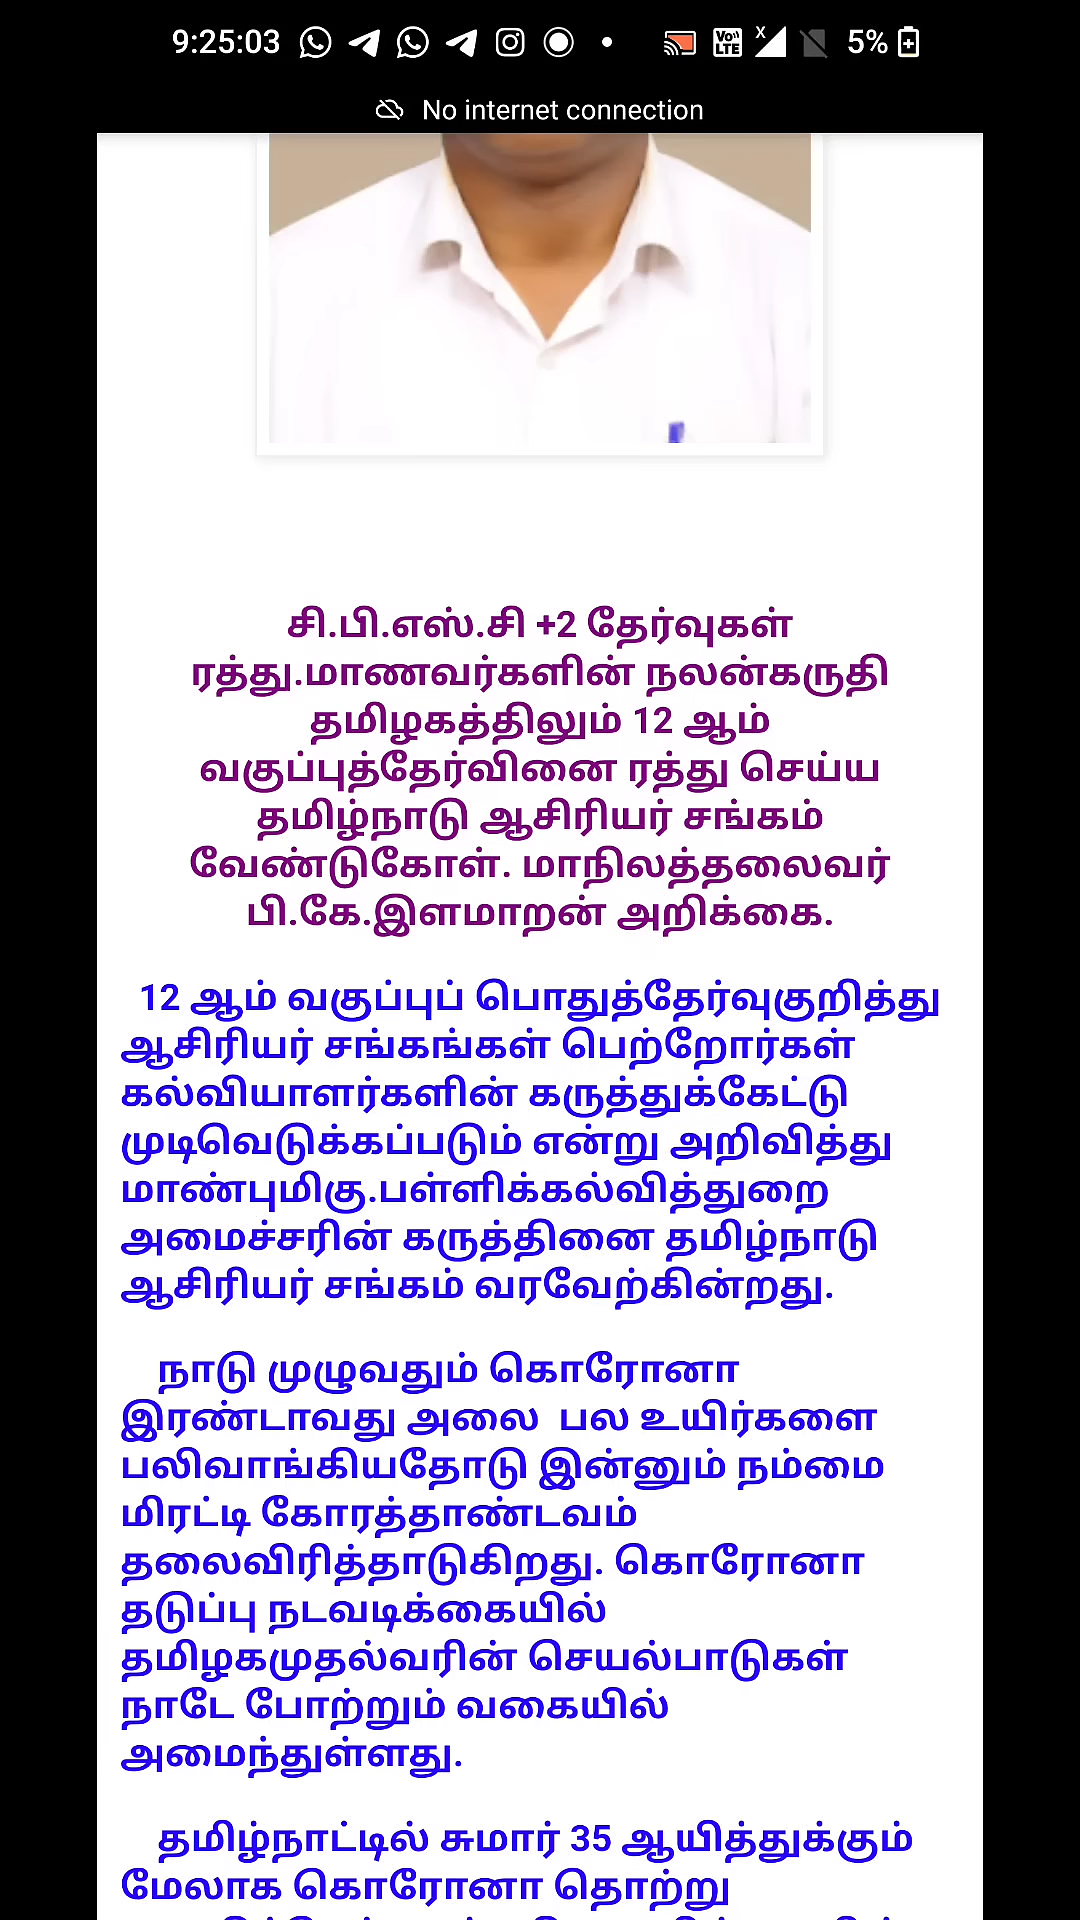 9:25:03
Vo))
LTE
X
5%
No internet connection
சி.பி.எஸ்.சி +2 தேர்வுகள்
ரத்து.மாணவர்களின் நலன்கருதி
தமிழகத்திலும் 12 ஆம்
வகுப்புத்தேர்வினை ரத்து செய்ய
தமிழ்நாடு ஆசிரியர் சங்கம்
வேண்டுகோள். மாநிலத்தலைவர்
பி.கே.இளமாறன் அறிக்கை.
12 ஆம் வகுப்புப் பொதுத்தேர்வுகுறித்து
ஆசிரியர் சங்கங்கள் பெற்றோர்கள்
கல்வியாளர்களின் கருத்துக்கேட்டு
முடிவெடுக்கப்படும் என்று அறிவித்து
மாண்புமிகு.பள்ளிக்கல்வித்துறை
அமைச்சரின் கருத்தினை தமிழ்நாடு
ஆசிரியர் சங்கம் வரவேற்கின்றது.
நாடு முழுவதும் கொரோனா
இரண்டாவது அலை பல உயிர்களை
பலிவாங்கியதோடு இன்னும் நம்மை
மிரட்டி கோரத்தாண்டவம்
தலைவிரித்தாடுகிறது. கொரோனா
தடுப்பு நடவடிக்கையில்
தமிழகமுதல்வரின் செயல்பாடுகள்
நாடே போற்றும் வகையில்
அமைந்துள்ளது.
தமிழ்நாட்டில் சுமார் 35 ஆயித்துக்கும்
மேலாக கொரோனா தொற்று